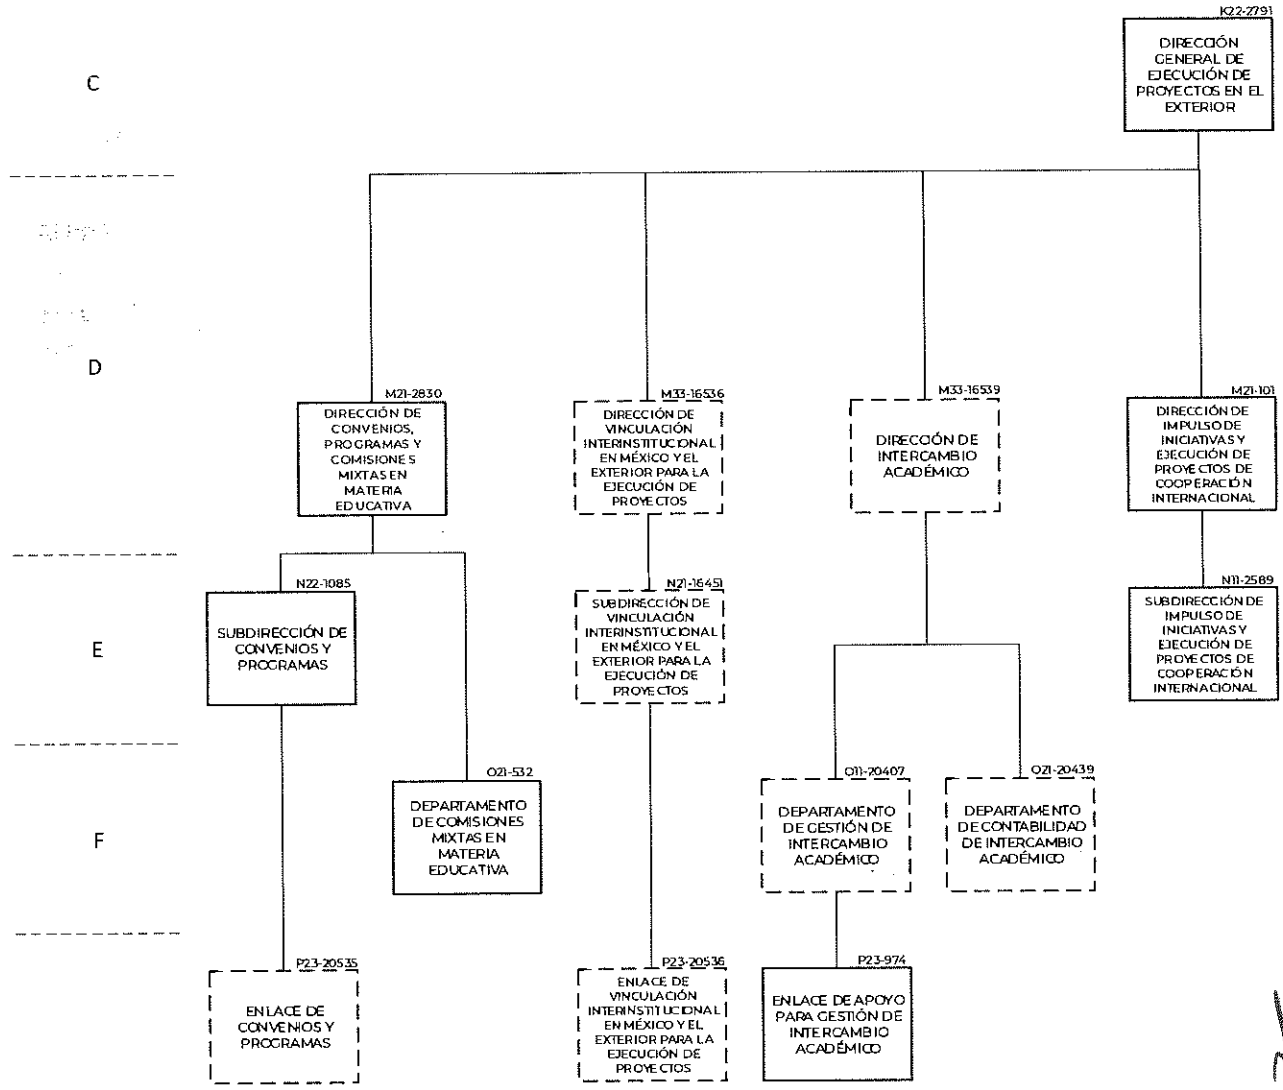 K22-2791
DIRECCIÓN
GENERAL DE
EJECUCIÓN DE
PROYECTOS EN EL
EXTERIOR
C
D
M21-2830
DIRECCIÓN DE
CONVENIOS,
PROGRAMAS Y
COMISIONES
MIXTAS EN
MATERIA
EDUCATIVA
M33-16536
DIRECCIÓN DE
VINCULACIÓN
INTERINSTITUCIONAL
EN MÉXICO Y EL
EXTERIOR PARA LA
EJECUCIÓN DE
PROYECTOS
M33-16539
DIRECCIÓN DE
INTERCAMBIO
ACADÉMICO
M21-101
DIRECCIÓN DE
IMPULSO DE
INICIATIVAS Y
EJECUCIÓN DE
PROYECTOS DE
COOPERACIÓN
INTERNACIONAL
E
N22-1085
SUBDIRECCIÓN DE
CONVENIOS Y
PROGRAMAS
N21-16451
SUBDIRECCIÓN DE
VINCULACIÓN
INTERINSTITUCIONAL
EN MÉXICO Y EL
EXTERIOR PARA LA
EJECUCIÓN DE
PROYECTOS
N11-2589
SUBDIRECCIÓN DE
IMPULSO DE
INICIATIVAS Y
EJECUCIÓN DE
PROYECTOS DE
COOPERACIÓN
INTERNACIONAL
F
O21-532
DEPARTAMENTO
DE COMISIONES
MIXTAS EN
MATERIA
EDUCATIVA
O11-20407
DEPARTAMENTO
DE GESTIÓN DE
INTERCAMBIO
ACADÉMICO
O21-20439
DEPARTAMENTO
DE CONTABILIDAD
DE INTERCAMBIO
ACADÉMICO
P23-20535
ENLACE DE
CONVENIOS Y
PROGRAMAS
P23-20536
ENLACE DE
VINCULACIÓN
INTERINSTITUCIONAL
EN MÉXICO Y EL
EXTERIOR PARA LA
EJECUCIÓN DE
PROYECTOS
P23-974
ENLACE DE APOYO
PARA GESTIÓN DE
INTERCAMBIO
ACADÉMICO